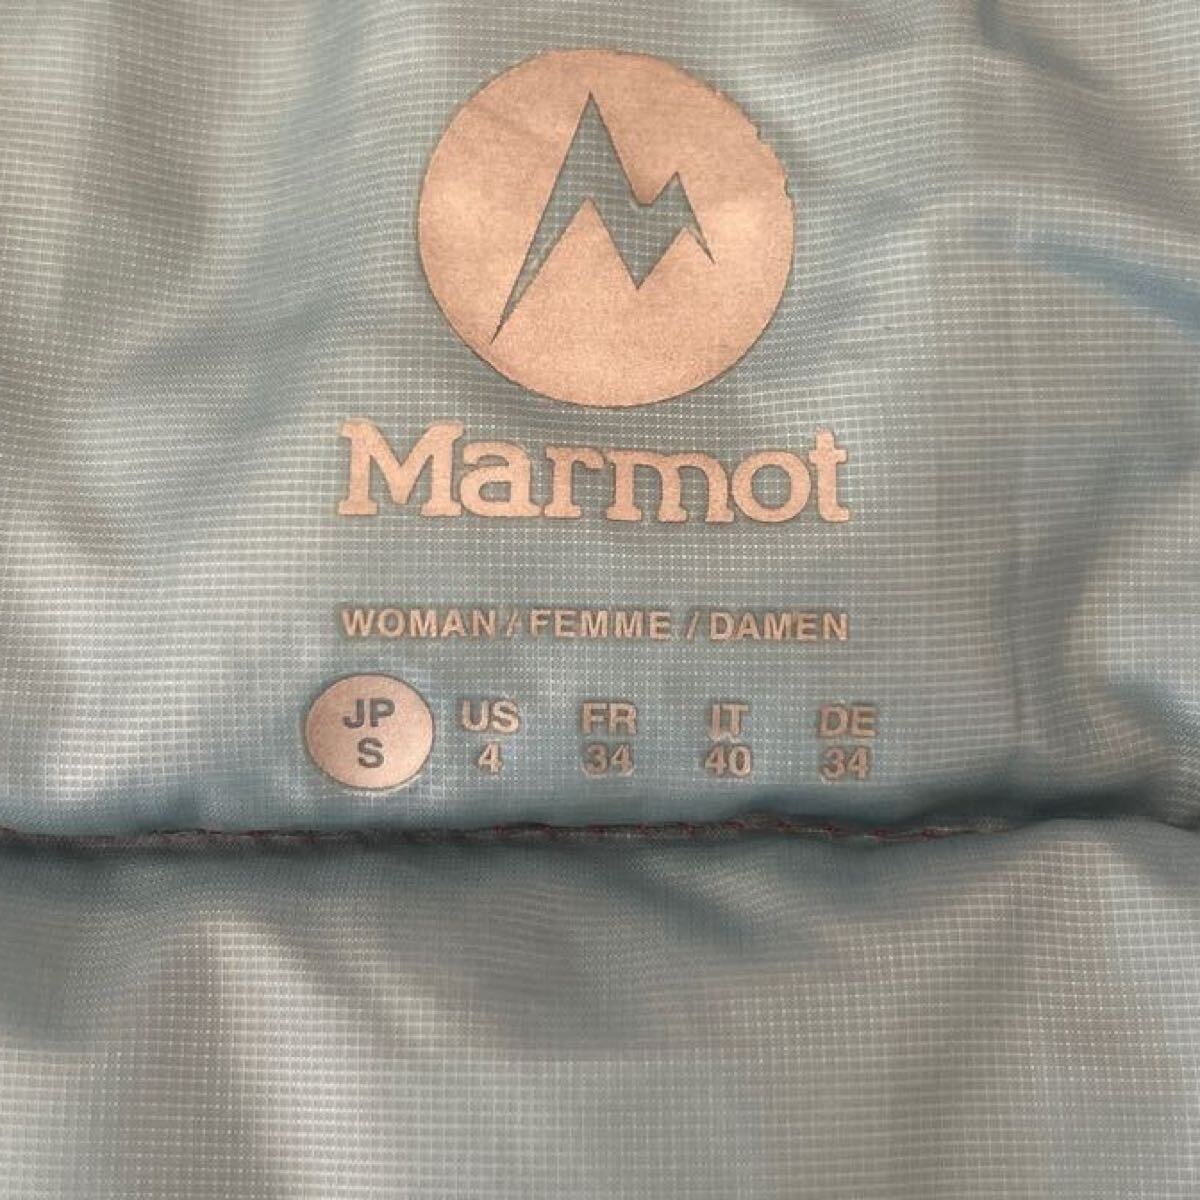 Marmot
WOMAN / FEMME / DAMEN
JP US FR IT DE
S 4 34 40 34